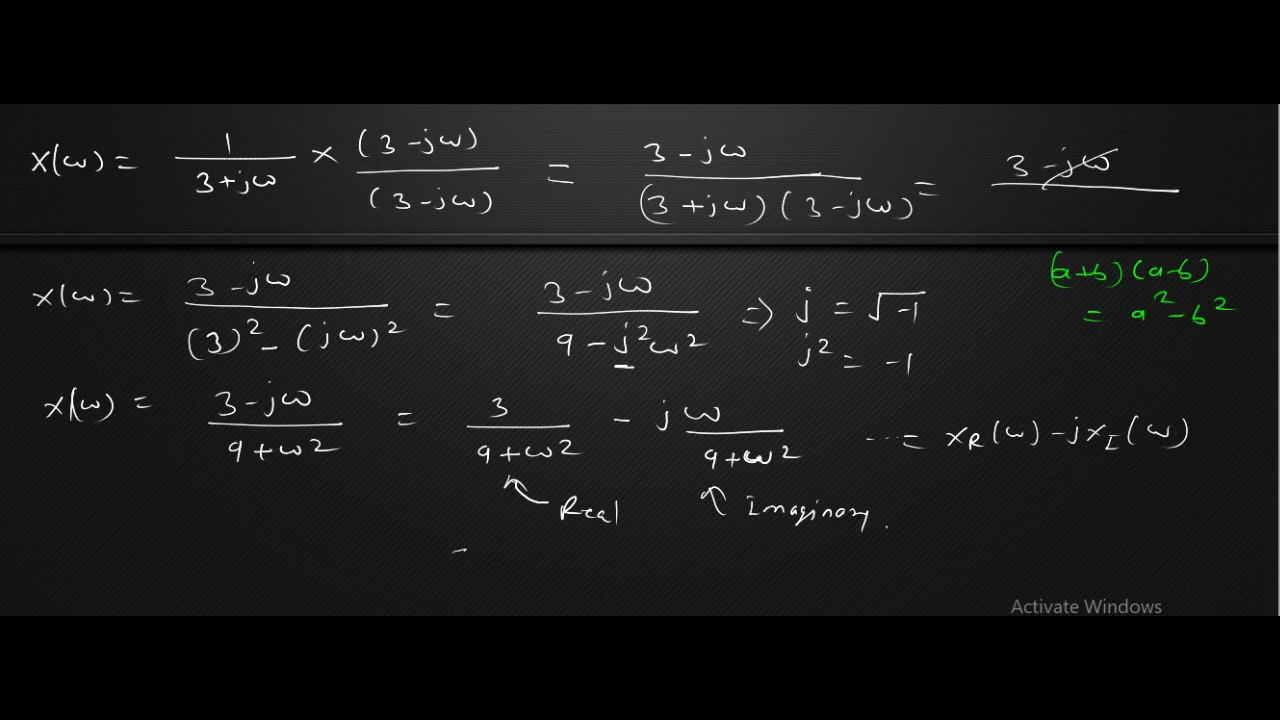 X(ω) = 1/(3+jω) × (3-jω)/(3-jω) = (3-jω)/((3+jω)(3-jω)) = 3-jω
(a+b)(a-b)
= a²-b²
X(ω) = (3-jω)/((3)²-(jω)²) = (3-jω)/(9-j²ω²) => j = √-1
j² = -1
X(ω) = (3-jω)/(9+ω²) = 3/(9+ω²) - j ω/(9+ω²) ... = X_R(ω)-jX_I(ω)
Real
Imaginary.
Activate Windows